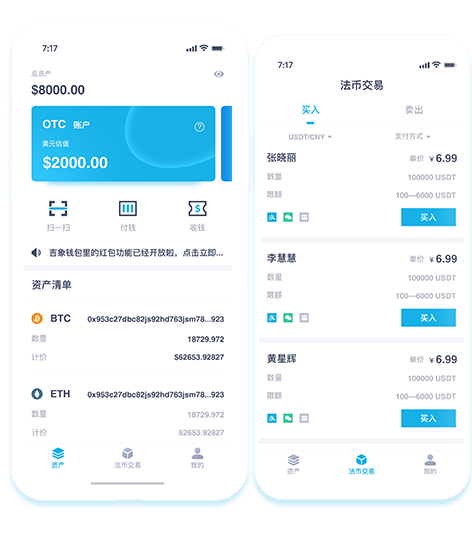 7:17
总资产
$8000.00
OTC 账户
美元估值
$2000.00
扫一扫
付钱
收钱
吉象钱包里的红包功能已经开放啦，点击立即...
资产清单
BTC 0x953c27dbc82js92hd763jsm78...923
数量 18729.972
计价 $62653.92827
ETH 0x953c27dbc82js92hd763jsm78...923
数量 18729.972
计价 62653.92827
资产
法币交易
我的
7:17
法币交易
买入 卖出
USDT/CNY 支付方式
张晓丽 单价 ¥6.99
数量 100000 USDT
限额 100—6000 USDT
买入
李慧慧 单价 ¥6.99
数量 100000 USDT
限额 100—6000 USDT
买入
黄星辉 单价 ¥6.99
数量 100000 USDT
限额 100—6000 USDT
买入
资产
法币交易
我的